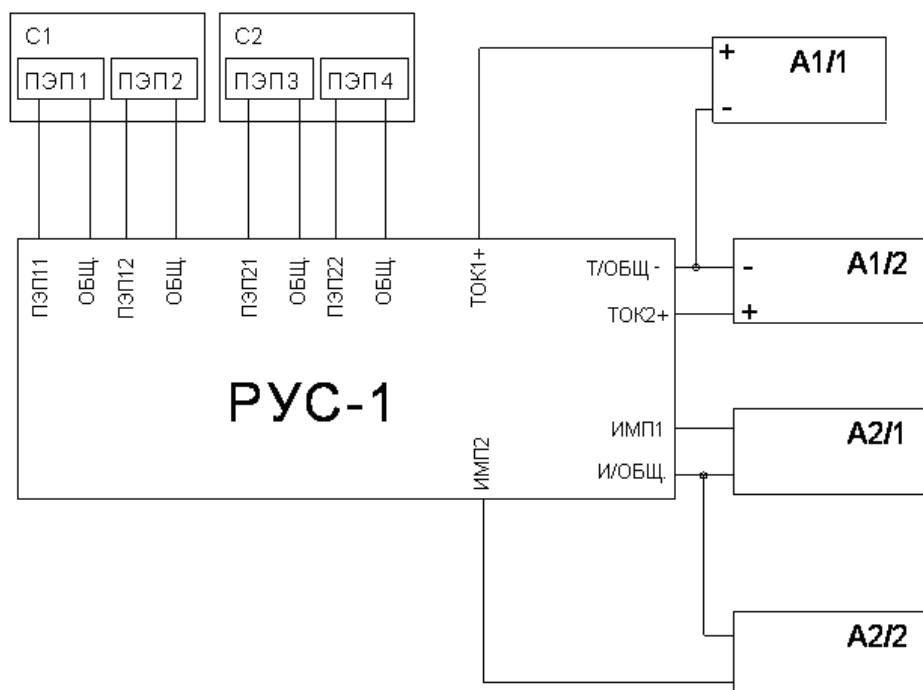 С1
С2
ПЭП1
ПЭП2
ПЭП3
ПЭП4
+
А1/1
-
ПЭП11
ОБЩ.
ПЭП12
ОБЩ.
ПЭП21
ОБЩ.
ПЭП22
ОБЩ.
ТОК1+
Т/ОБЩ -
-
А1/2
ТОК2+
+
РУС-1
ИМП1
А2/1
И/ОБЩ.
ИМП2
А2/2